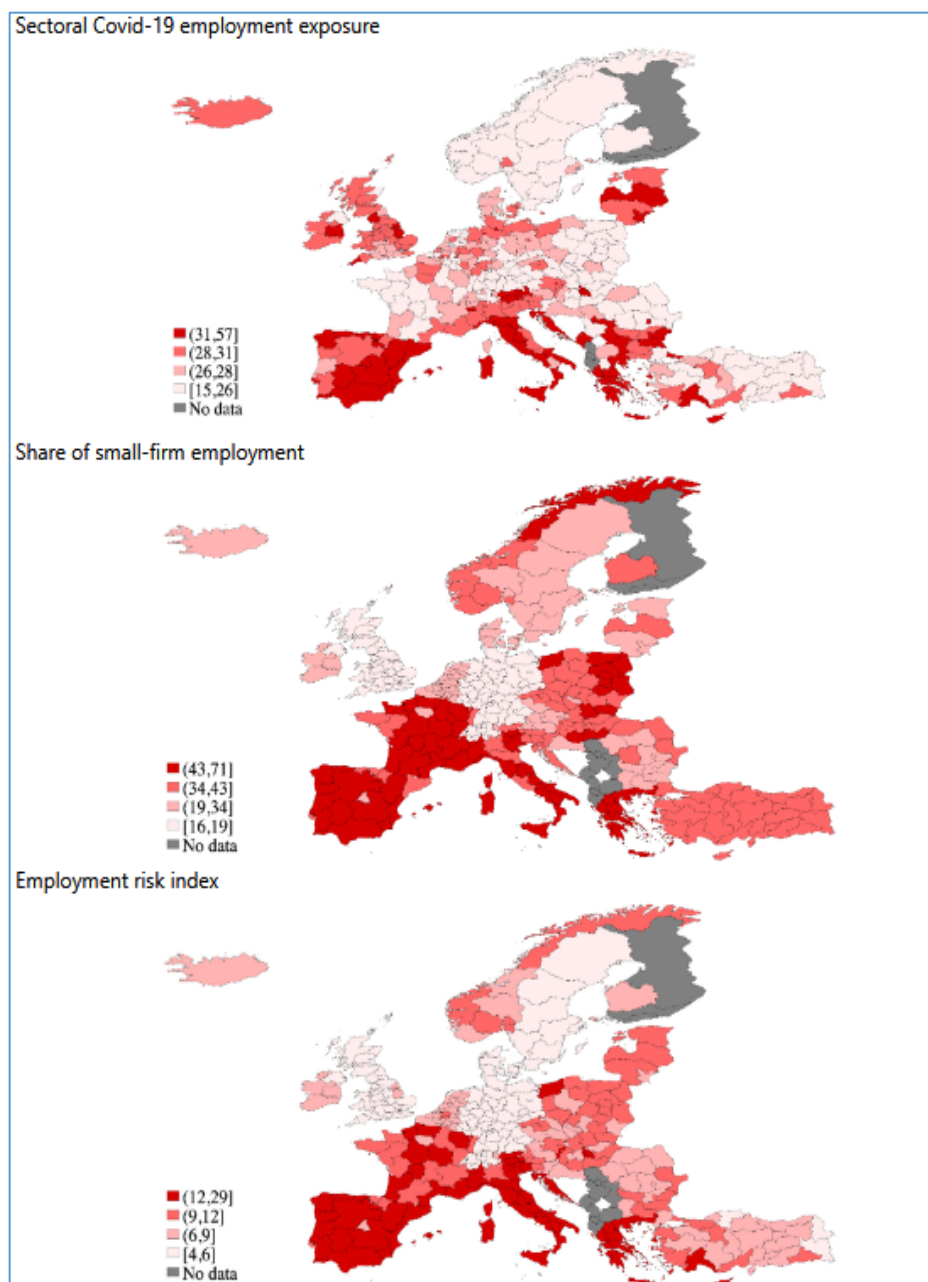 Sectoral Covid-19 employment exposure
(31,57]
(28,31]
(26,28]
[15,26]
No data
Share of small-firm employment
(43,71]
(34,43]
(19,34]
[16,19]
No data
Employment risk index
(12,29]
(9,12]
(6,9]
[4,6]
No data